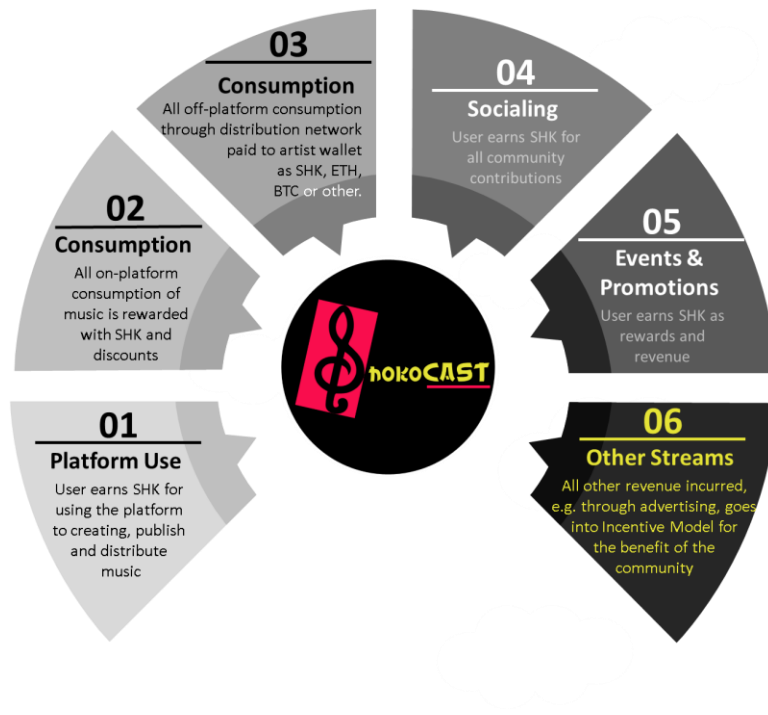 01
Platform Use
User earns SHK for
using the platform
to creating, publish
and distribute
music
02
Consumption
All on-platform
consumption of
music is rewarded
with SHK and
discounts
03
Consumption
All off-platform consumption
through distribution network
paid to artist wallet
as SHK, ETH,
BTC or other.
04
Socialing
User earns SHK for
all community
contributions
05
Events &
Promotions
User earns SHK as
rewards and
revenue
06
Other Streams
All other revenue incurred,
e.g. through advertising, goes
into Incentive Model for
the benefit of the
community
hokoCAST